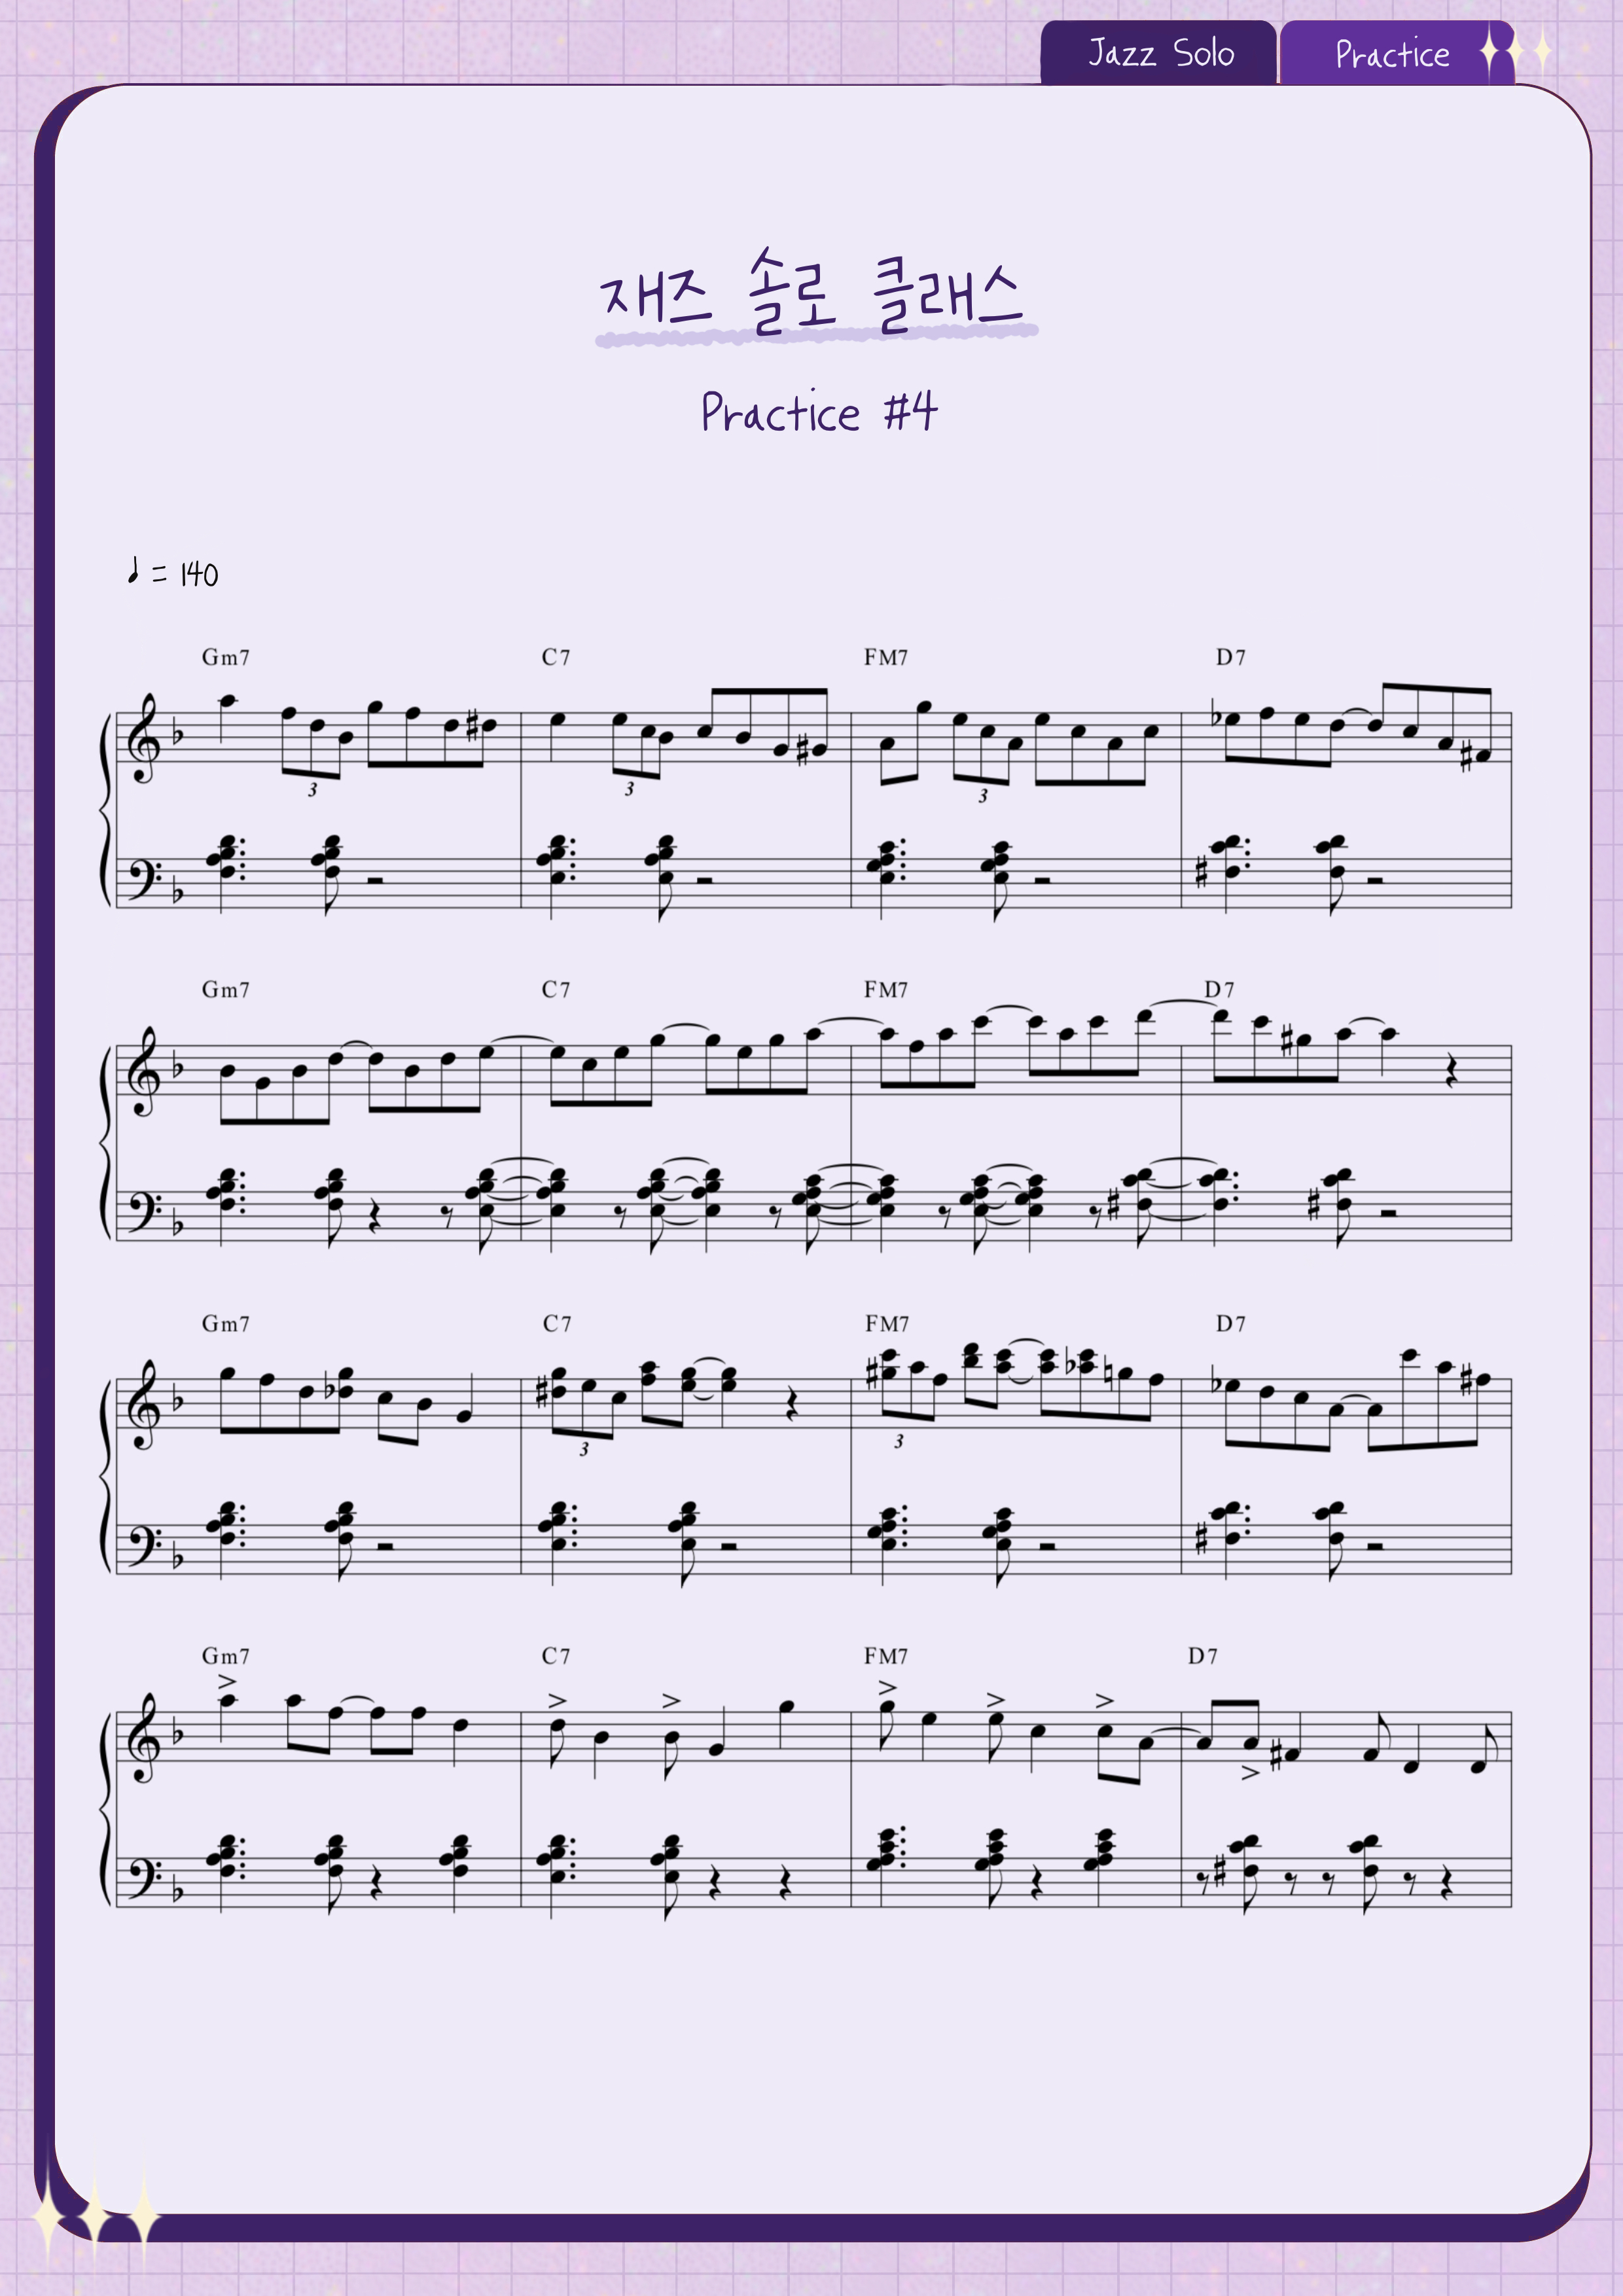 Jazz Solo Practice
재즈 솔로 클래스
Practice #4
♩ = 140
Gm7 C7 FM7 D7
3 3 3
Gm7 C7 FM7 D7
Gm7 C7 FM7 D7
3 3
Gm7 C7 FM7 D7